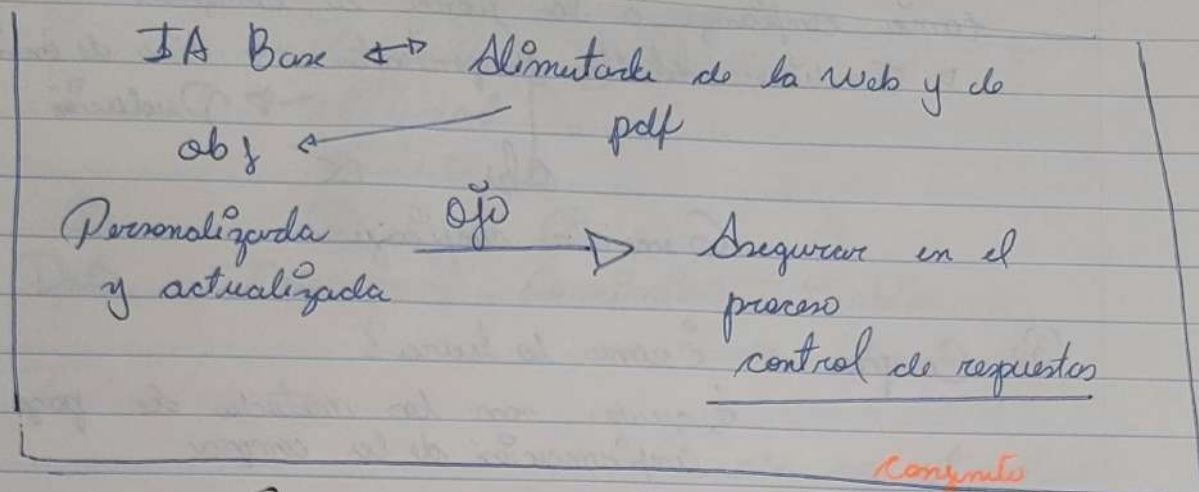 IA Base ↔ Alimentada de la web y de
pdf
obj ←
Personalizada
y actualizada
ojo → Asegurar en el
proceso
control de respuestas